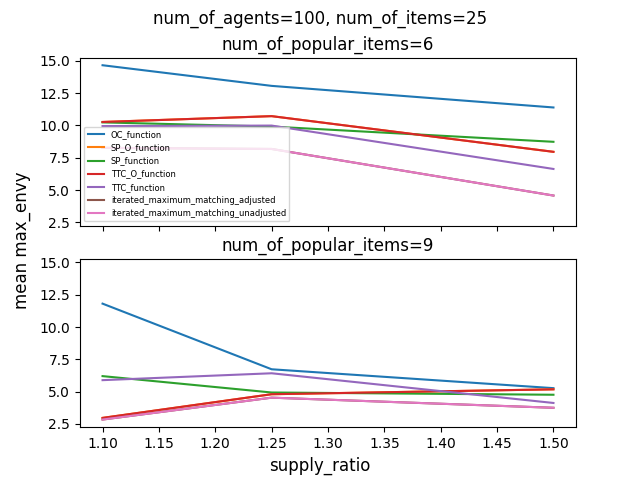 num_of_agents=100, num_of_items=25
num_of_popular_items=6
15.0
12.5
10.0
7.5
5.0
2.5
OC_function
SP_O_function
SP_function
TTC_O_function
TTC_function
iterated_maximum_matching_adjusted
iterated_maximum_matching_unadjusted
mean max_envy
num_of_popular_items=9
15.0
12.5
10.0
7.5
5.0
2.5
1.10 1.15 1.20 1.25 1.30 1.35 1.40 1.45 1.50
supply_ratio